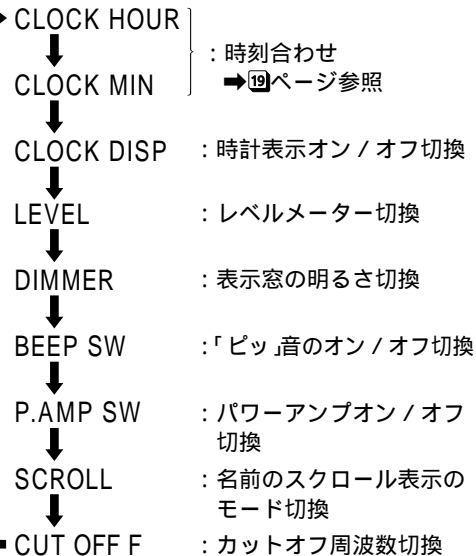 CLOCK HOUR
：時刻合わせ
CLOCK MIN ➡19ページ参照
CLOCK DISP ：時計表示オン / オフ切換
LEVEL ：レベルメーター切換
DIMMER ：表示窓の明るさ切換
BEEP SW ：「ピッ」音のオン / オフ切換
P.AMP SW ：パワーアンプオン / オフ
切換
SCROLL ：名前のスクロール表示の
モード切換
CUT OFF F ：カットオフ周波数切換